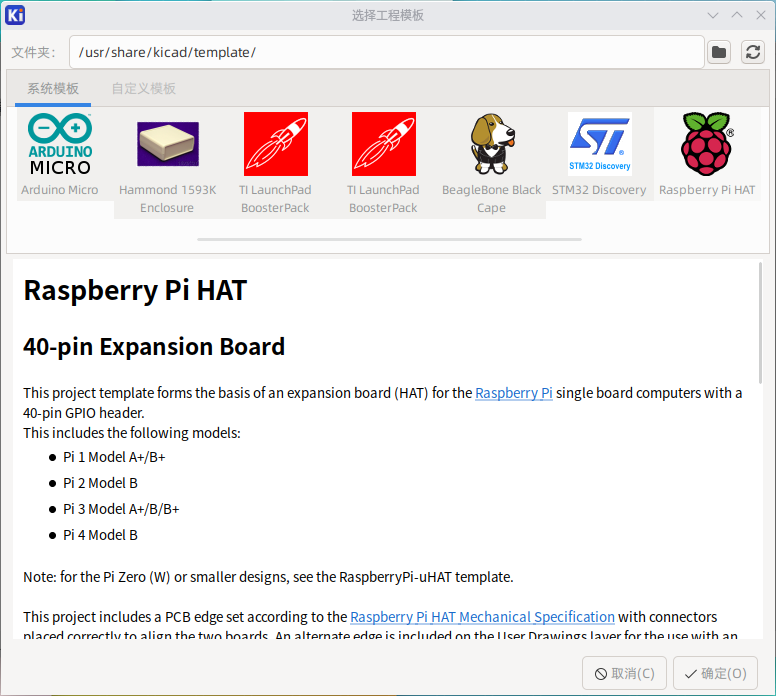 选择工程模板
文件夹： /usr/share/kicad/template/
系统模板 自定义模板
ARDUINO
MICRO
STM32 Discovery
Arduino Micro Hammond 1593K TI LaunchPad TI LaunchPad BeagleBone Black STM32 Discovery Raspberry Pi HAT
Enclosure BoosterPack BoosterPack Cape
Raspberry Pi HAT
40-pin Expansion Board
This project template forms the basis of an expansion board (HAT) for the Raspberry Pi single board computers with a
40-pin GPIO header.
This includes the following models:
● Pi 1 Model A+/B+
● Pi 2 Model B
● Pi 3 Model A+/B/B+
● Pi 4 Model B
Note: for the Pi Zero (W) or smaller designs, see the RaspberryPi-uHAT template.
This project includes a PCB edge set according to the Raspberry Pi HAT Mechanical Specification with connectors
placed correctly to align the two boards. An alternate edge is included on the User Drawings layer for the use with an
取消(C) 确定(O)